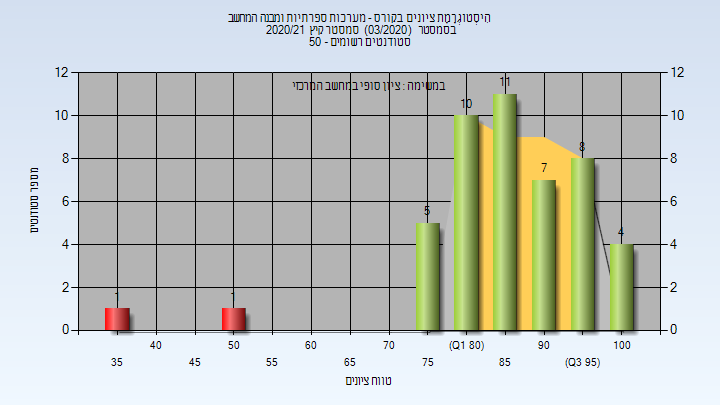 הִיסְטוֹגְרַמַת ציונים בקורס - מערכות ספרתיות ומבנה המחשב
בסמסטר (03/2020) סמסטר קיץ 2020/21
סטודנטים רשומים - 50
במשימה : ציון סופי במחשב המרכזי
מספר סטודנטים
12 12
10 10
8 8
6 6
4 4
2 2
0 0
1 1 5 10 11 7 8 4
40 50 60 70 (Q1 80) 90 100
35 45 55 65 75 85 (Q3 95)
טווח ציונים